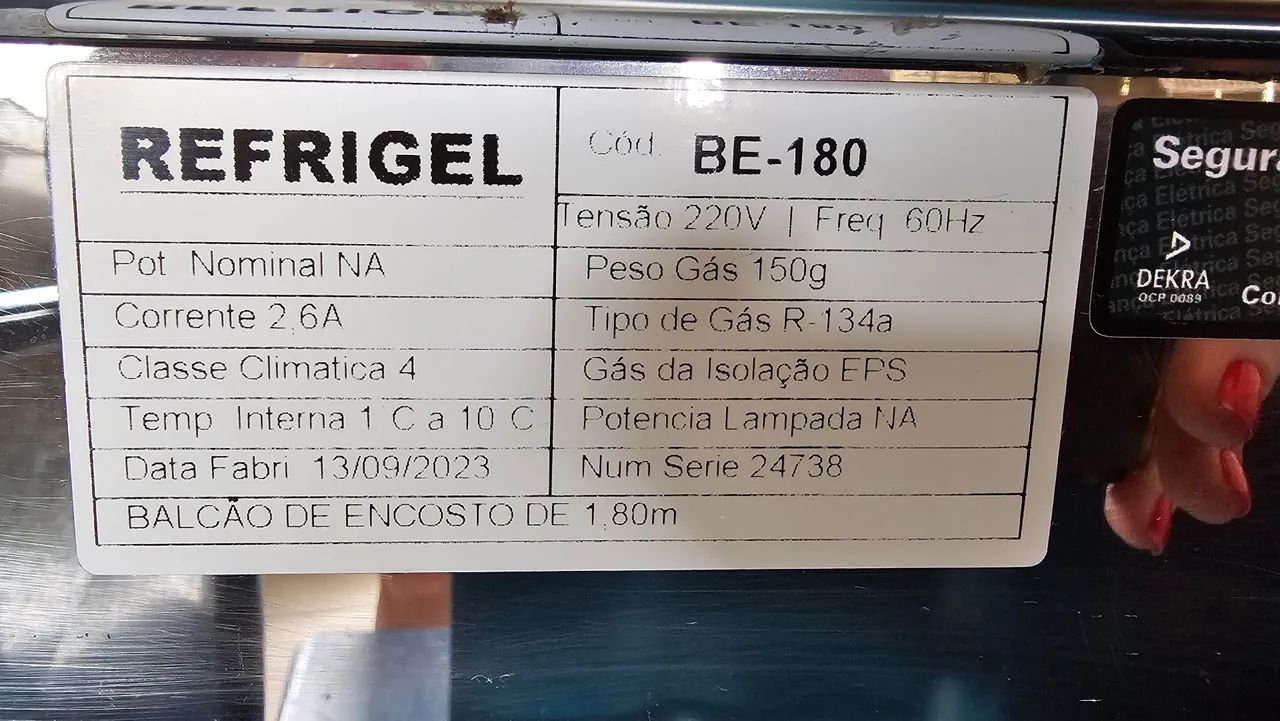 REFRIGEL
Cód. BE-180
Tensão 220V | Freq 60Hz
Pot Nominal NA
Peso Gás 150g
Corrente 2,6A
Tipo de Gás R-134a
Classe Climatica 4
Gás da Isolação EPS
Temp Interna 1 C a 10 C
Potencia Lampada NA
Data Fabri 13/09/2023
Num Serie 24738
BALCÃO DE ENCOSTO DE 1,80m
DEKRA
OCP 0089